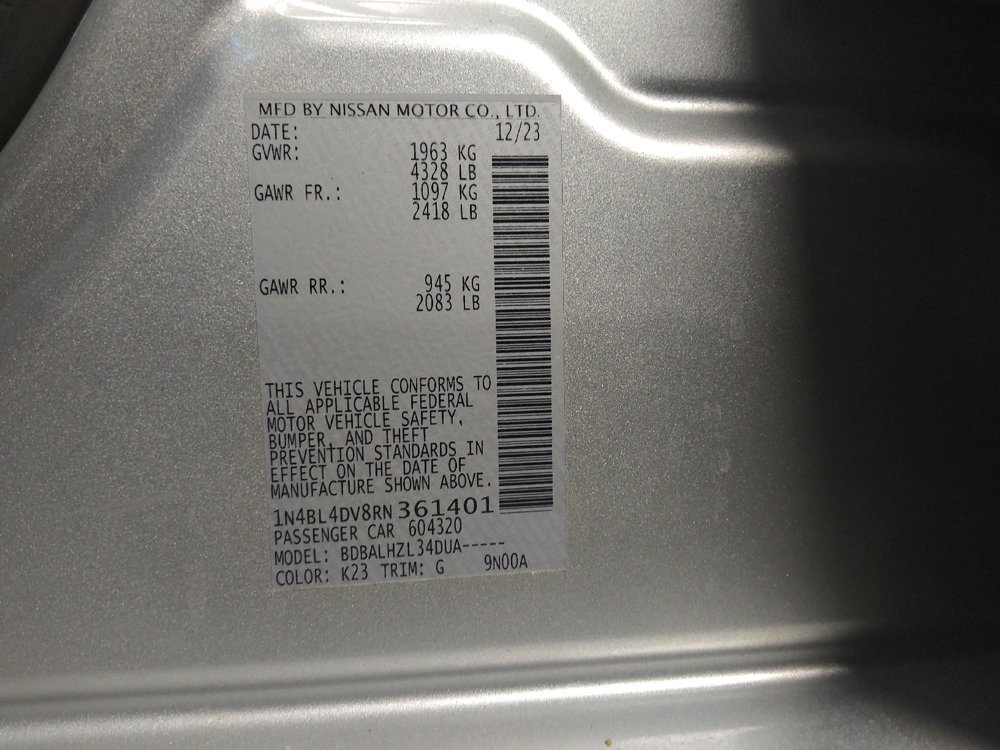 MFD BY NISSAN MOTOR CO., LTD.
DATE: 12/23
GVWR: 1963 KG
4328 LB
GAWR FR.: 1097 KG
2418 LB
GAWR RR.: 945 KG
2083 LB
THIS VEHICLE CONFORMS TO
ALL APPLICABLE FEDERAL
MOTOR VEHICLE SAFETY,
BUMPER, AND THEFT
PREVENTION STANDARDS IN
EFFECT ON THE DATE OF
MANUFACTURE SHOWN ABOVE.
1N4BL4DV8RN361401
PASSENGER CAR 604320
MODEL: BDBALHZL34DUA-----
COLOR: K23 TRIM: G 9N00A